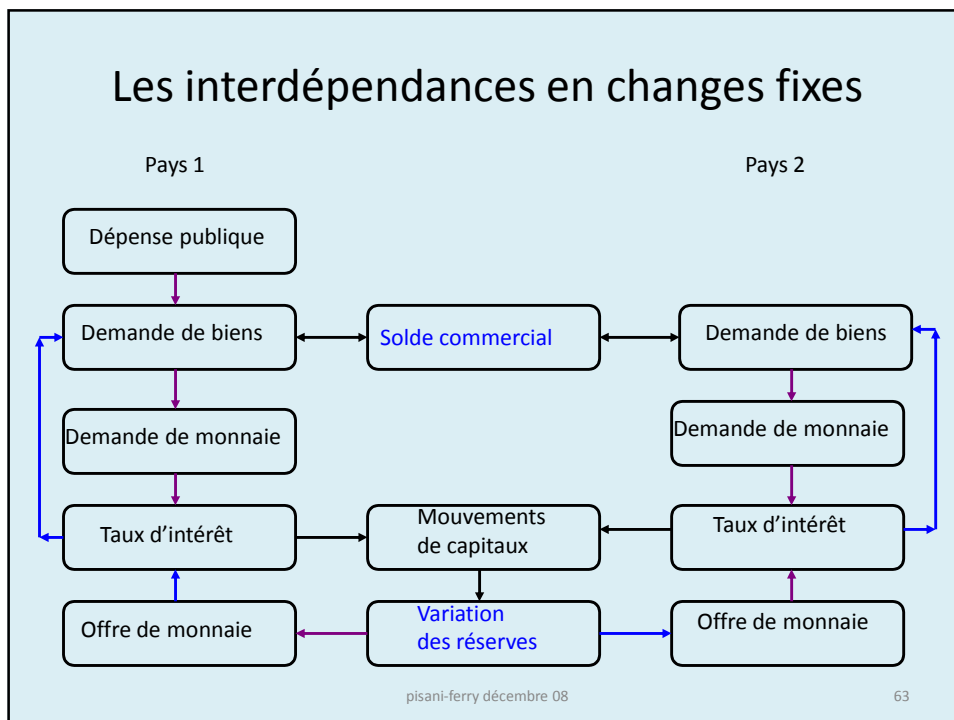 Les interdépendances en changes fixes
Pays 1
Pays 2
Dépense publique
Demande de biens
Solde commercial
Demande de biens
Demande de monnaie
Demande de monnaie
Taux d’intérêt
Mouvements
de capitaux
Taux d’intérêt
Offre de monnaie
Variation
des réserves
Offre de monnaie
pisani-ferry décembre 08
63